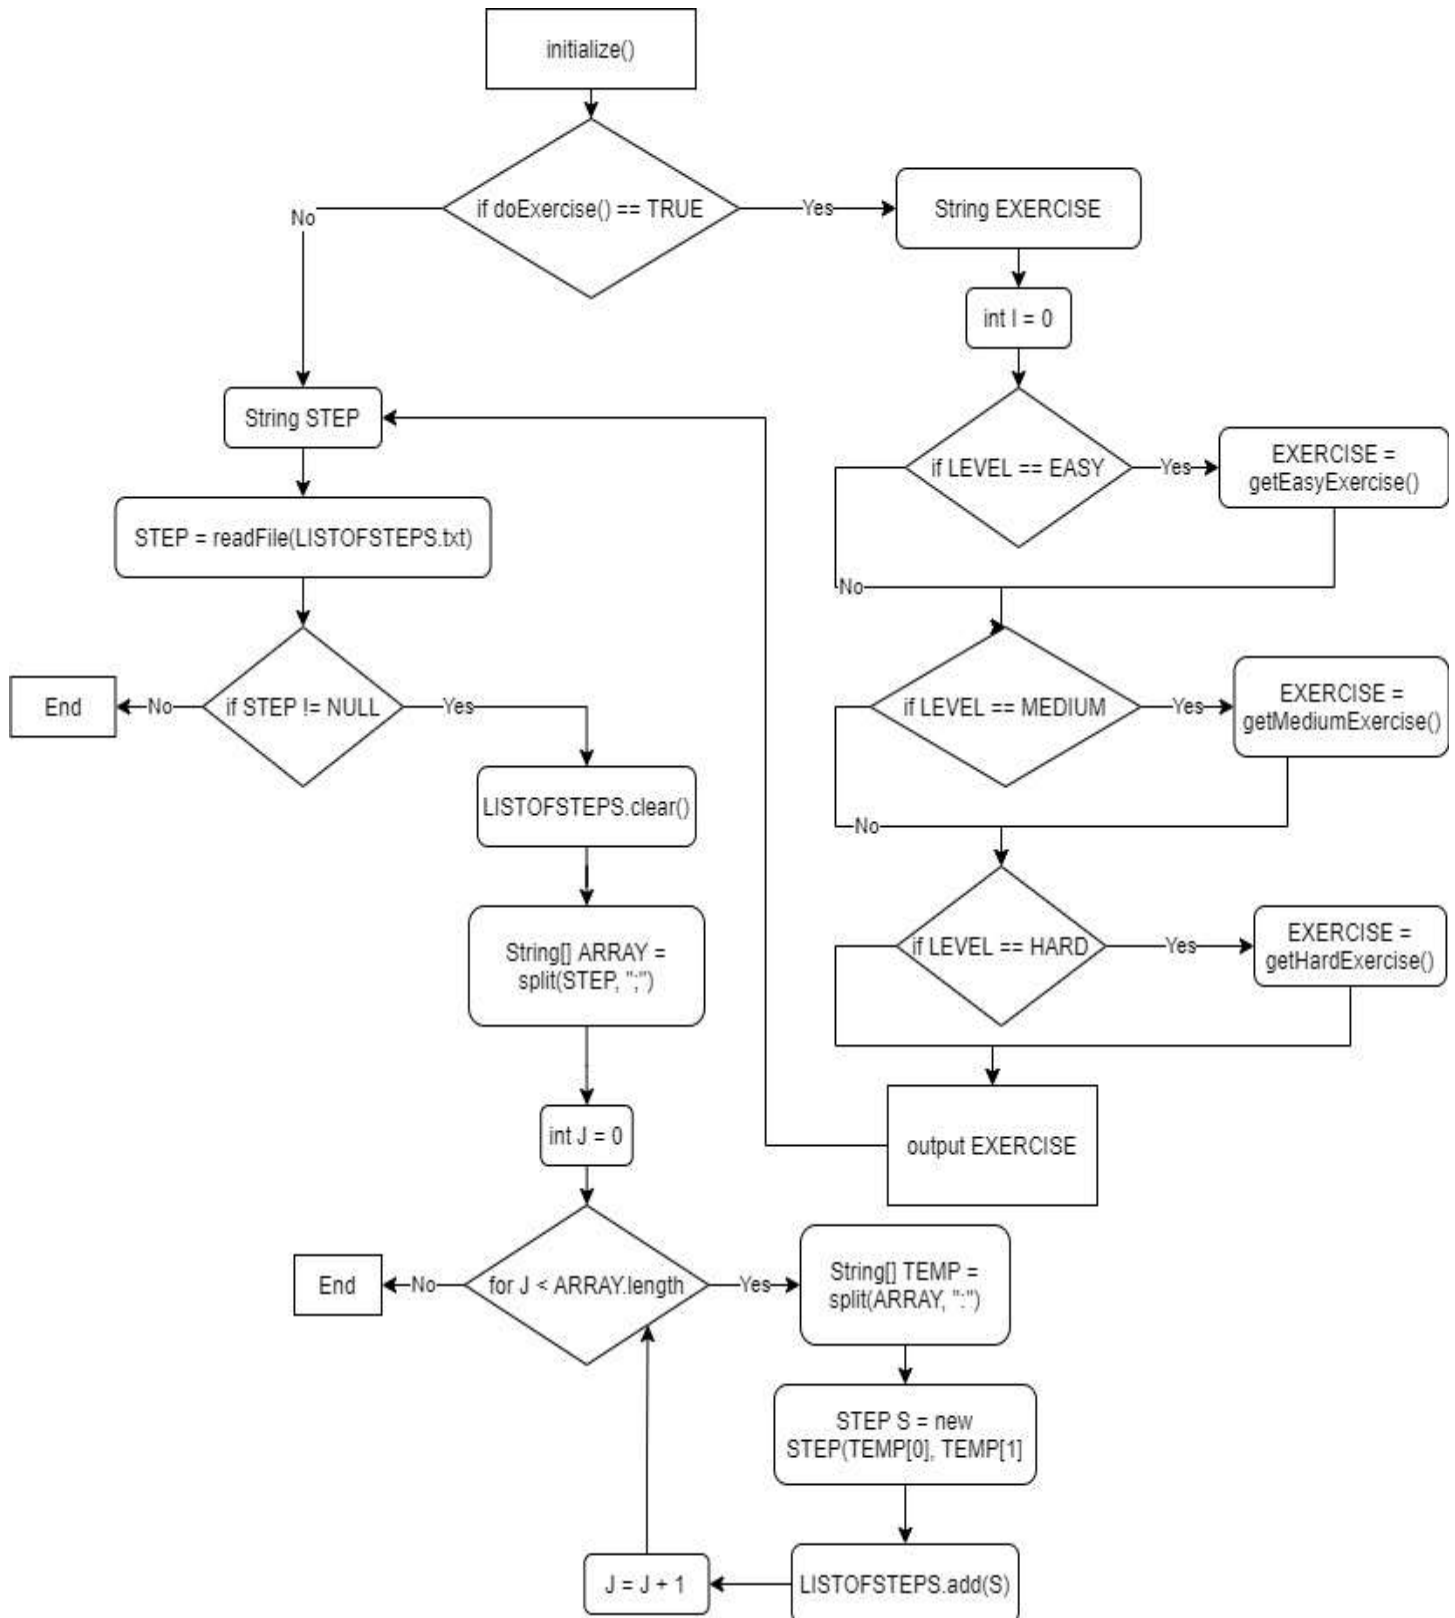 initialize()
if doExercise() == TRUE
No
Yes
String EXERCISE
int I = 0
if LEVEL == EASY
Yes
EXERCISE =
getEasyExercise()
No
if LEVEL == MEDIUM
Yes
EXERCISE =
getMediumExercise()
No
if LEVEL == HARD
Yes
EXERCISE =
getHardExercise()
output EXERCISE
String STEP
STEP = readFile(LISTOFSTEPS.txt)
if STEP != NULL
No
End
Yes
LISTOFSTEPS.clear()
String[] ARRAY =
split(STEP, ";")
int J = 0
for J < ARRAY.length
No
End
Yes
String[] TEMP =
split(ARRAY, ":")
STEP S = new
STEP(TEMP[0], TEMP[1]
LISTOFSTEPS.add(S)
J = J + 1